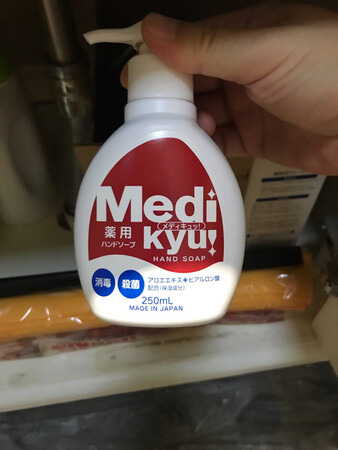 Medi
(メディキュッ!)
薬用
ハンドソープ
kyu!
HAND SOAP
消毒
殺菌
アロエエキス+ヒアルロン酸
配合(保湿成分)
250mL
MADE IN JAPAN